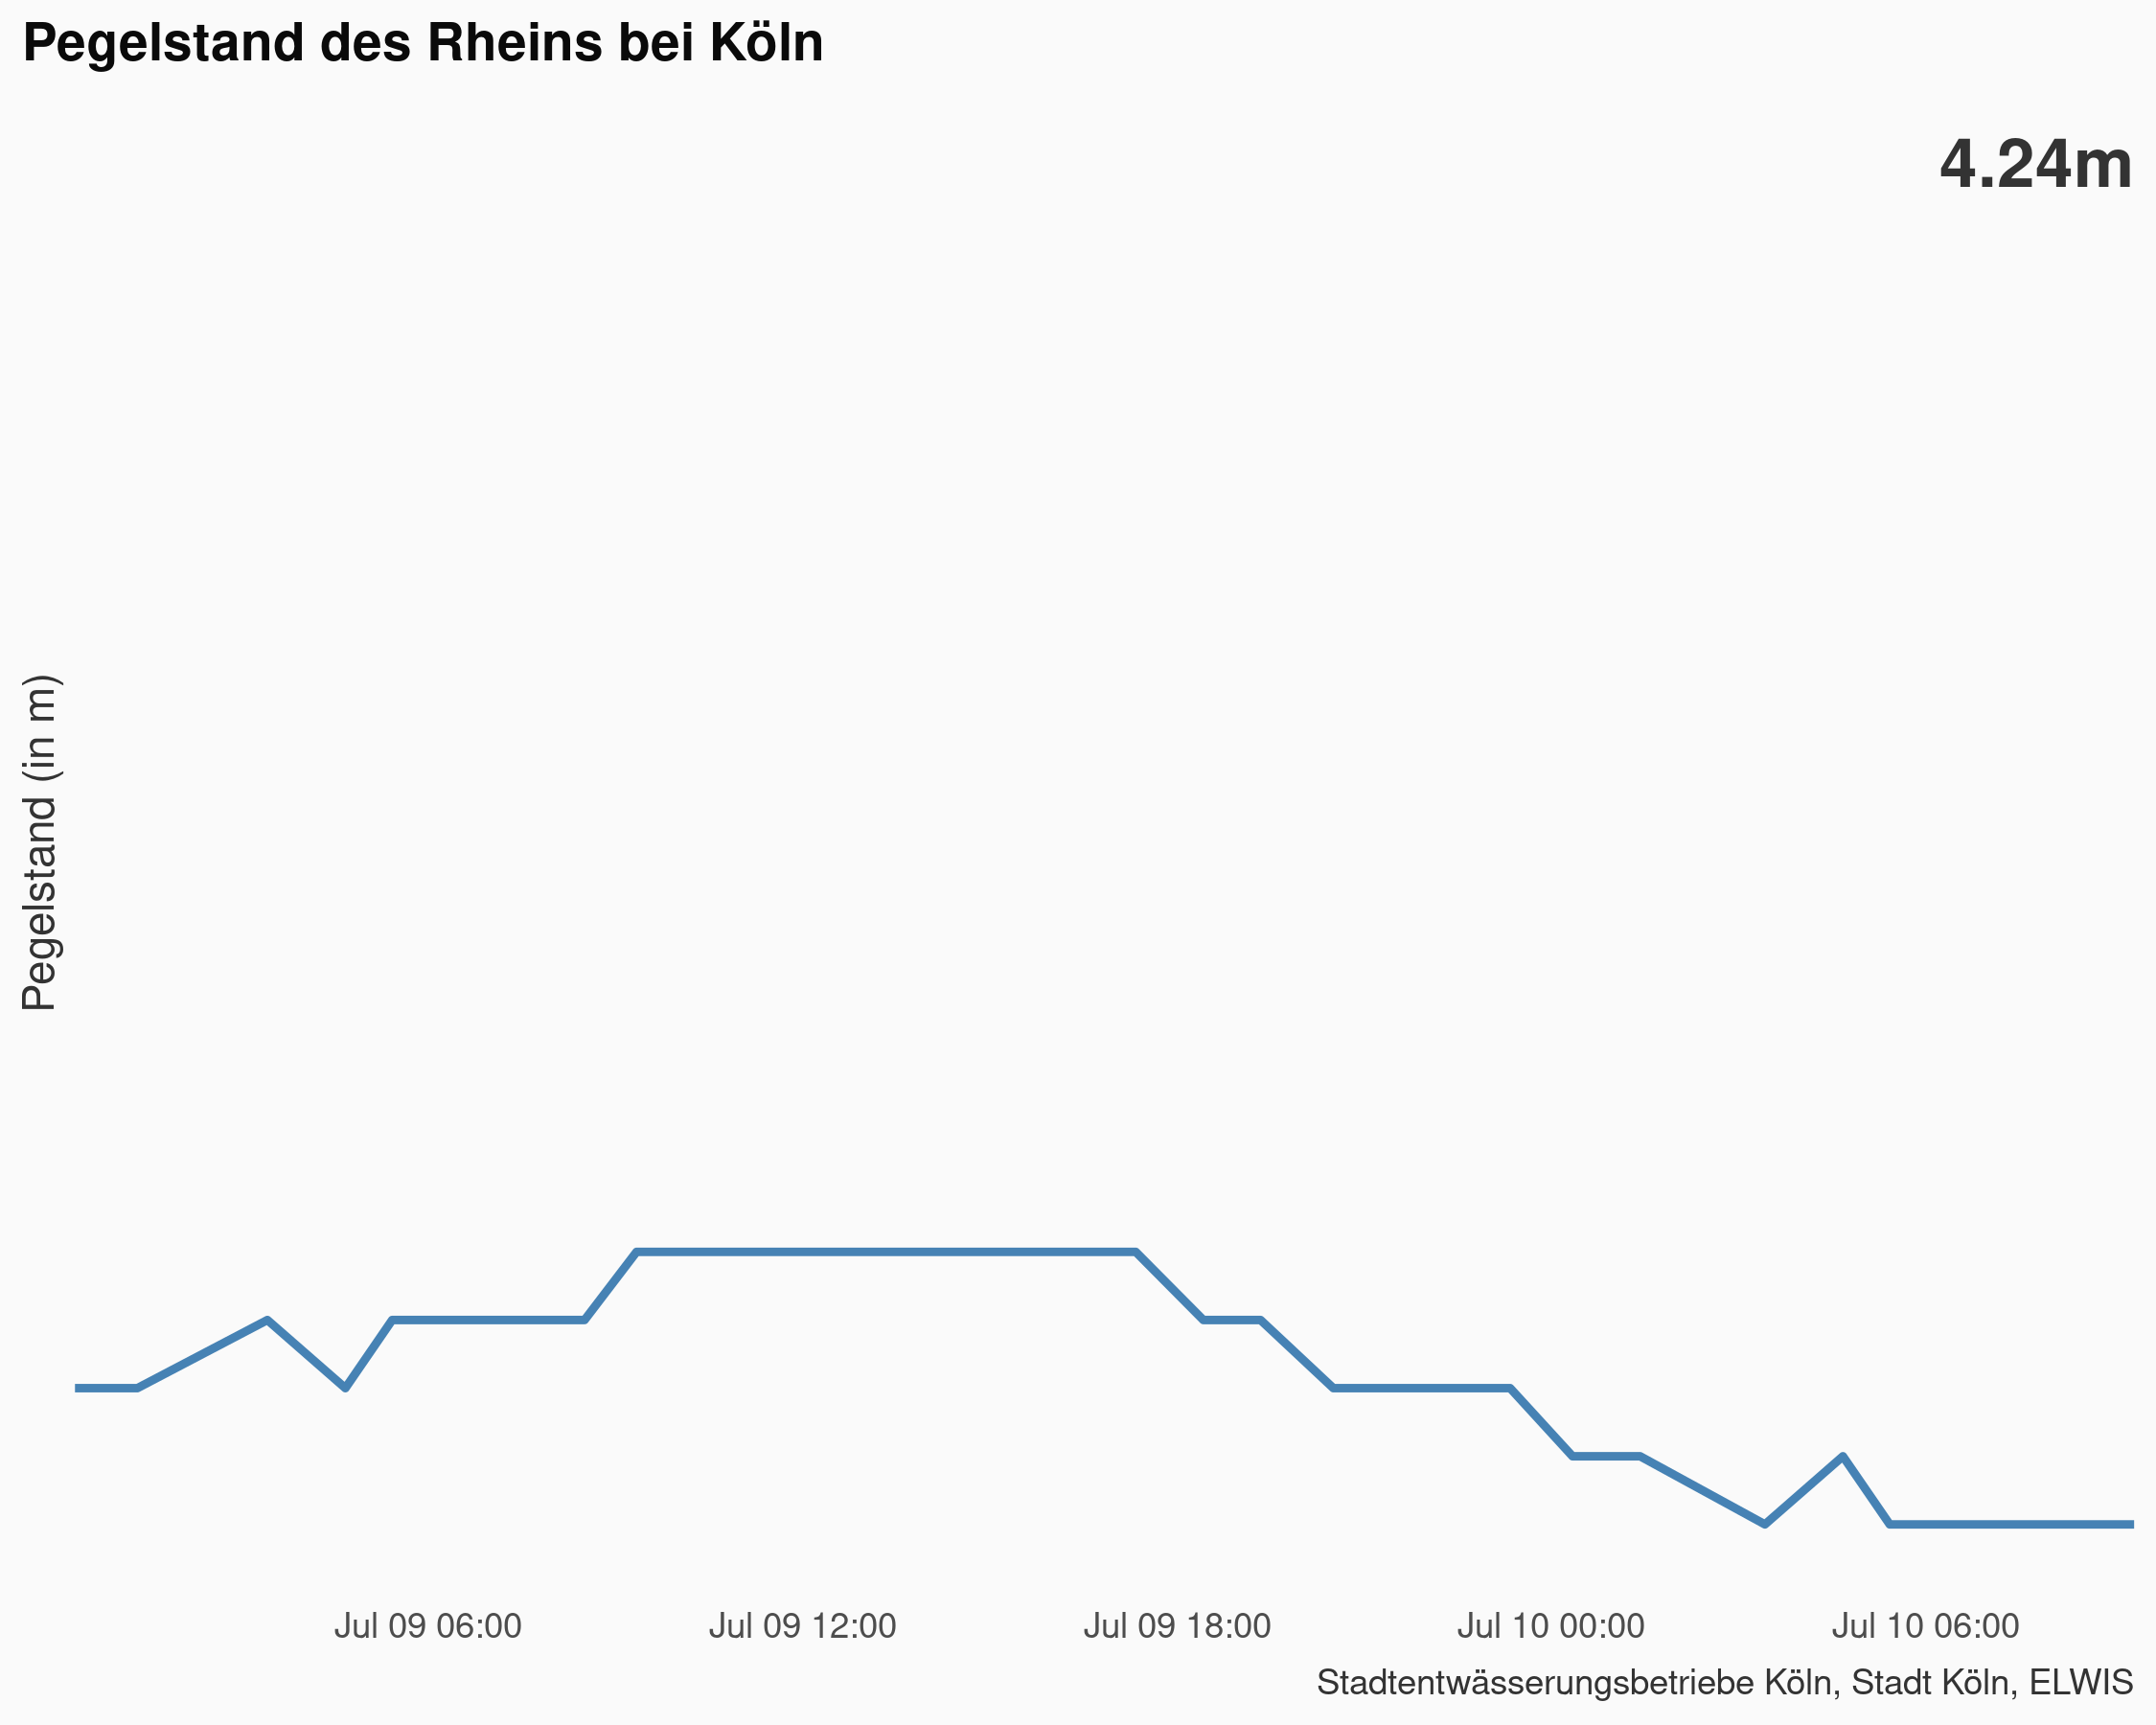 Pegelstand des Rheins bei Köln
4.24m
Pegelstand (in m)
Jul 09 06:00 Jul 09 12:00 Jul 09 18:00 Jul 10 00:00 Jul 10 06:00
Stadtentwässerungsbetriebe Köln, Stadt Köln, ELWIS